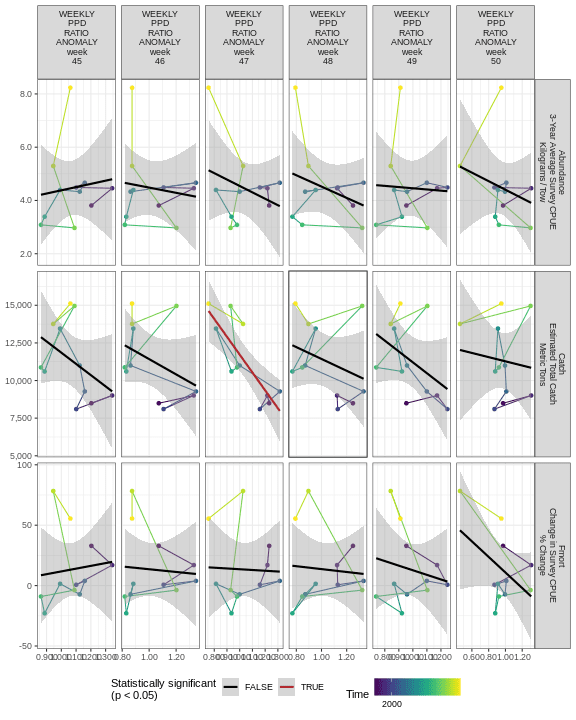 WEEKLY PPD RATIO ANOMALY week 45
WEEKLY PPD RATIO ANOMALY week 46
WEEKLY PPD RATIO ANOMALY week 47
WEEKLY PPD RATIO ANOMALY week 48
WEEKLY PPD RATIO ANOMALY week 49
WEEKLY PPD RATIO ANOMALY week 50
8.0
6.0
4.0
2.0
Abundance
3-Year Average Survey CPUE
Kilograms / Tow
15,000
12,500
10,000
7,500
5,000
Catch
Estimated Total Catch
Metric Tons
100
50
0
-50
Fmort
Change in Survey CPUE
% Change
0.80 1.00 1.20
0.60 0.80 1.00 1.20
Statistically significant
(p < 0.05)
FALSE
TRUE
Time
2000